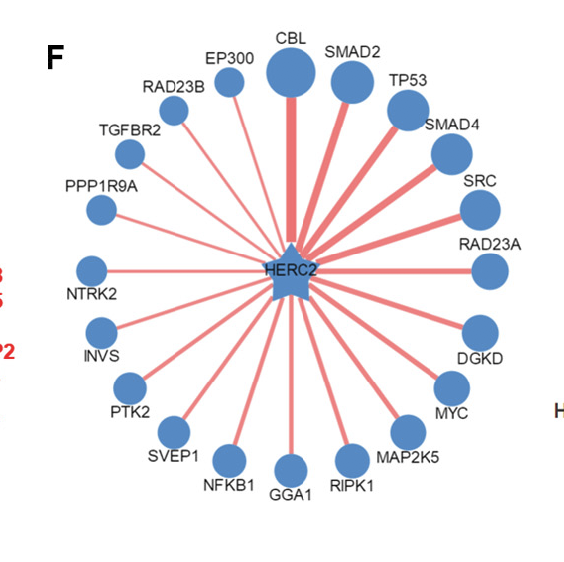 F
CBL
SMAD2
EP300
TP53
RAD23B
SMAD4
TGFBR2
SRC
PPP1R9A
RAD23A
HERC2
NTRK2
INVS
DGKD
PTK2
MYC
SVEP1
MAP2K5
NFKB1
GGA1
RIPK1
P2
H